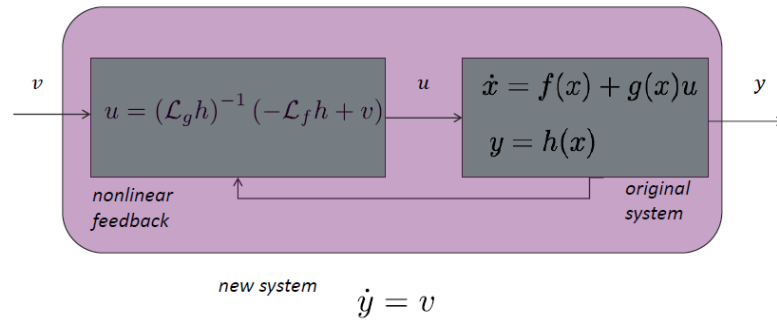 v
u = (ℒ_g h)^{-1} (-ℒ_f h + v)
u
ẋ = f(x) + g(x)u
y = h(x)
y
nonlinear
feedback
original
system
new system
ẏ = v